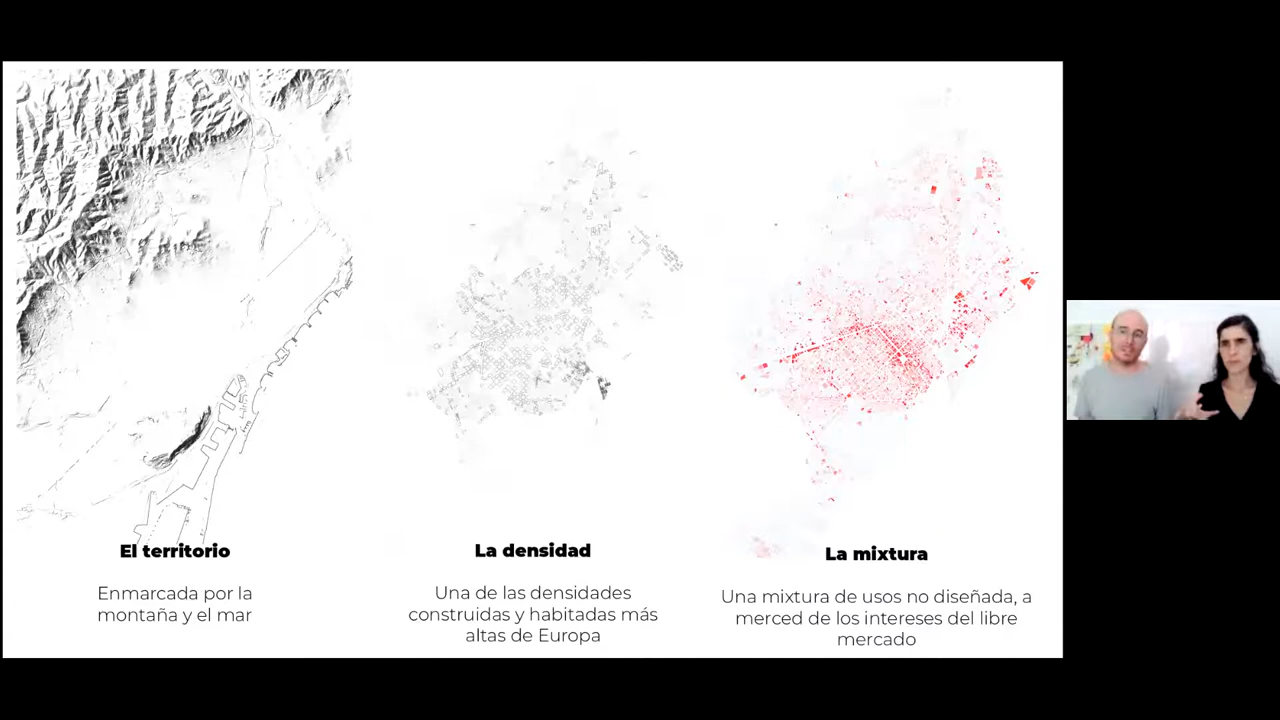 El territorio
Enmarcada por la
montaña y el mar
La densidad
Una de las densidades
construidas y habitadas más
altas de Europa
La mixtura
Una mixtura de usos no diseñada, a
merced de los intereses del libre
mercado